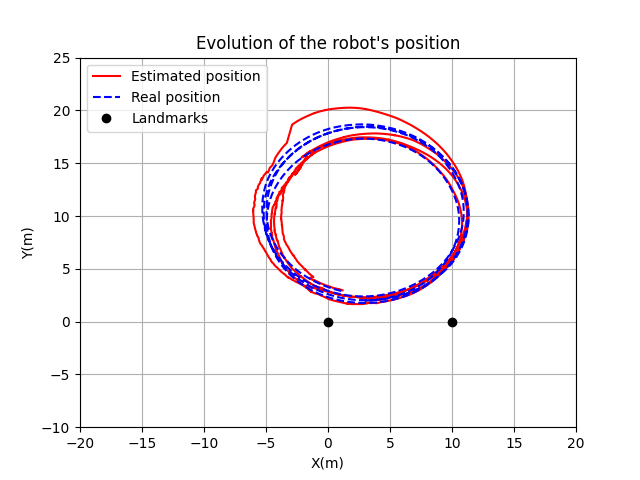 Evolution of the robot's position
Estimated position
Real position
Landmarks
Y(m)
25
20
15
10
5
0
−5
−10
−20
−15
−10
−5
0
5
10
15
20
X(m)